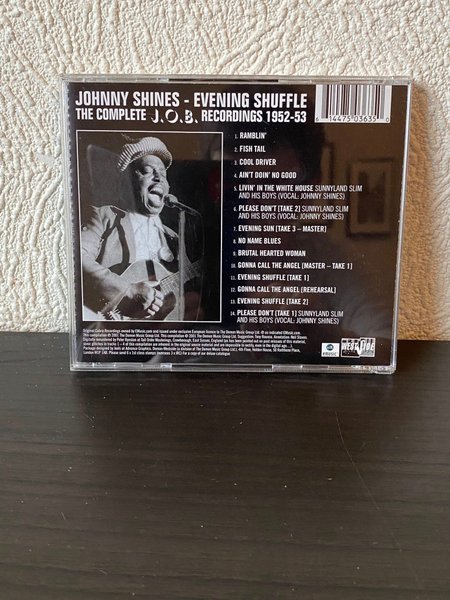 JOHNNY SHINES - EVENING SHUFFLE
THE COMPLETE J.O.B. RECORDINGS 1952-53
6 14475 03635 0
1. RAMBLIN'
2. FISH TAIL
3. COOL DRIVER
4. AIN'T DOIN' NO GOOD
5. LIVIN' IN THE WHITE HOUSE SUNNYLAND SLIM
AND HIS BOYS (VOCAL: JOHNNY SHINES)
6. PLEASE DON'T [TAKE 2] SUNNYLAND SLIM
AND HIS BOYS (VOCAL: JOHNNY SHINES)
7. EVENING SUN [TAKE 3 – MASTER]
8. NO NAME BLUES
9. BRUTAL HEARTED WOMAN
10. GONNA CALL THE ANGEL [MASTER – TAKE 1]
11. EVENING SHUFFLE [TAKE 1]
12. GONNA CALL THE ANGEL [REHEARSAL]
13. EVENING SHUFFLE [TAKE 2]
14. PLEASE DON'T [TAKE 1] SUNNYLAND SLIM
AND HIS BOYS (VOCAL: JOHNNY SHINES)